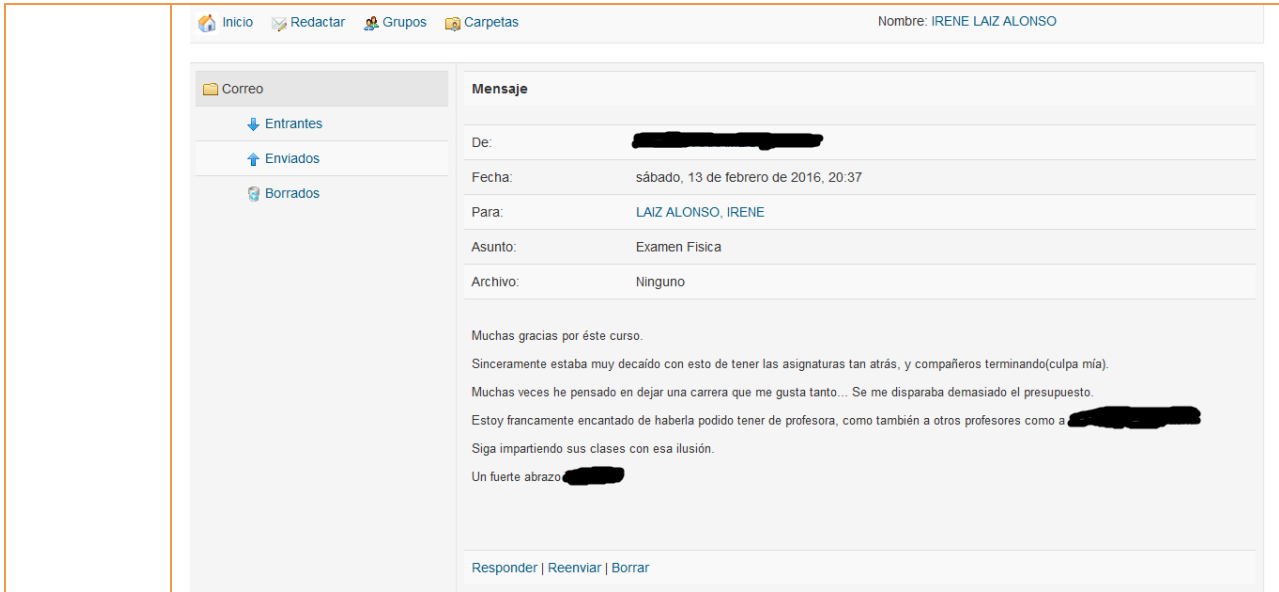 Inicio Redactar Grupos Carpetas Nombre: IRENE LAIZ ALONSO
Correo
Entrantes
Enviados
Borrados
Mensaje
De:
Fecha: sábado, 13 de febrero de 2016, 20:37
Para: LAIZ ALONSO, IRENE
Asunto: Examen Fisica
Archivo: Ninguno
Muchas gracias por éste curso.
Sinceramente estaba muy decaído con esto de tener las asignaturas tan atrás, y compañeros terminando(culpa mía).
Muchas veces he pensado en dejar una carrera que me gusta tanto... Se me disparaba demasiado el presupuesto.
Estoy francamente encantado de haberla podido tener de profesora, como también a otros profesores como a
Siga impartiendo sus clases con esa ilusión.
Un fuerte abrazo
Responder | Reenviar | Borrar